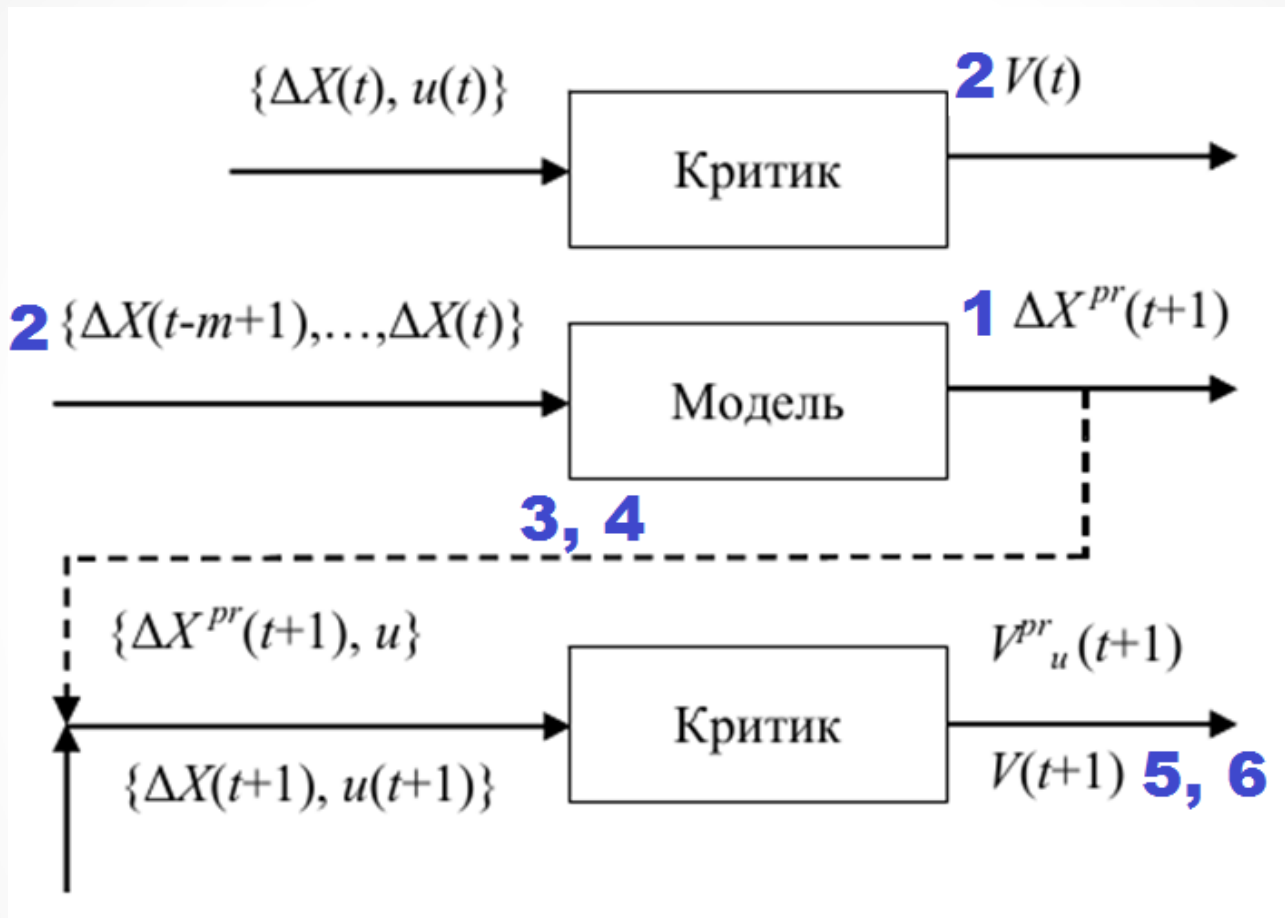 {ΔX(t), u(t)}
Критик
2 V(t)
2 {ΔX(t-m+1),…,ΔX(t)}
Модель
1 ΔX^pr(t+1)
3, 4
{ΔX^pr(t+1), u}
{ΔX(t+1), u(t+1)}
Критик
V^pr_u(t+1)
V(t+1) 5, 6